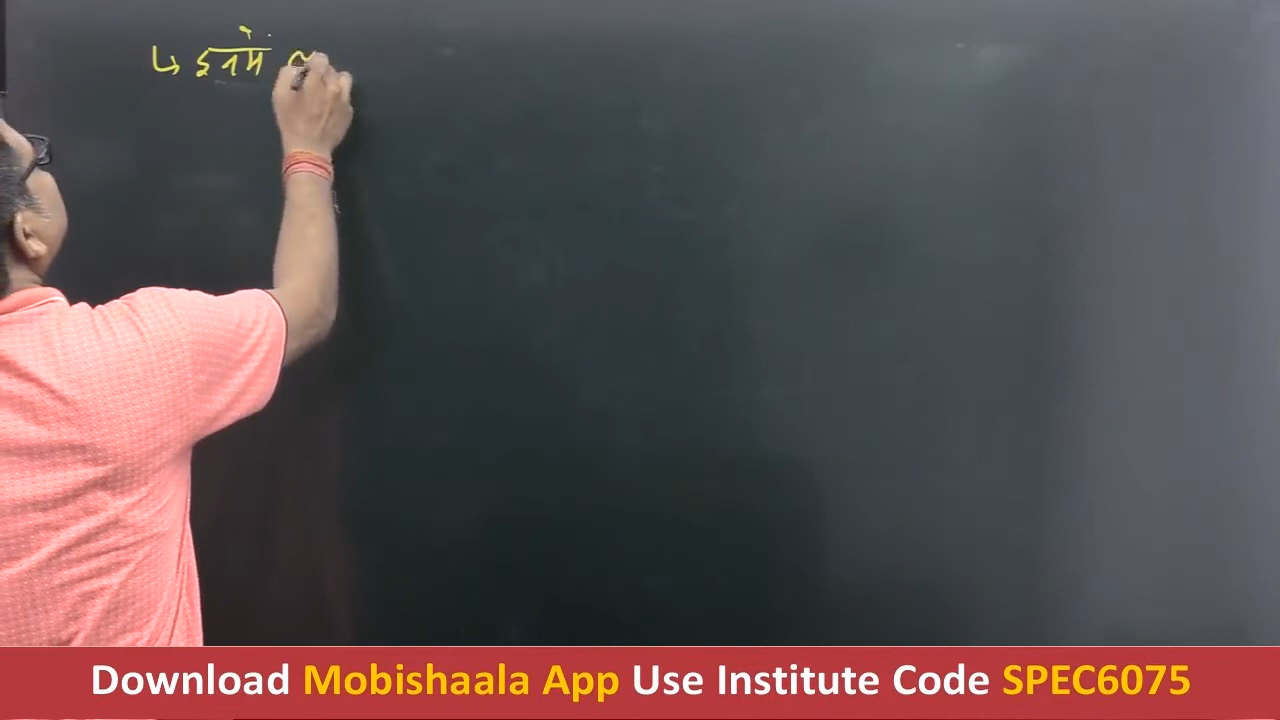 ↳ इनमें
Download Mobishaala App Use Institute Code SPEC6075